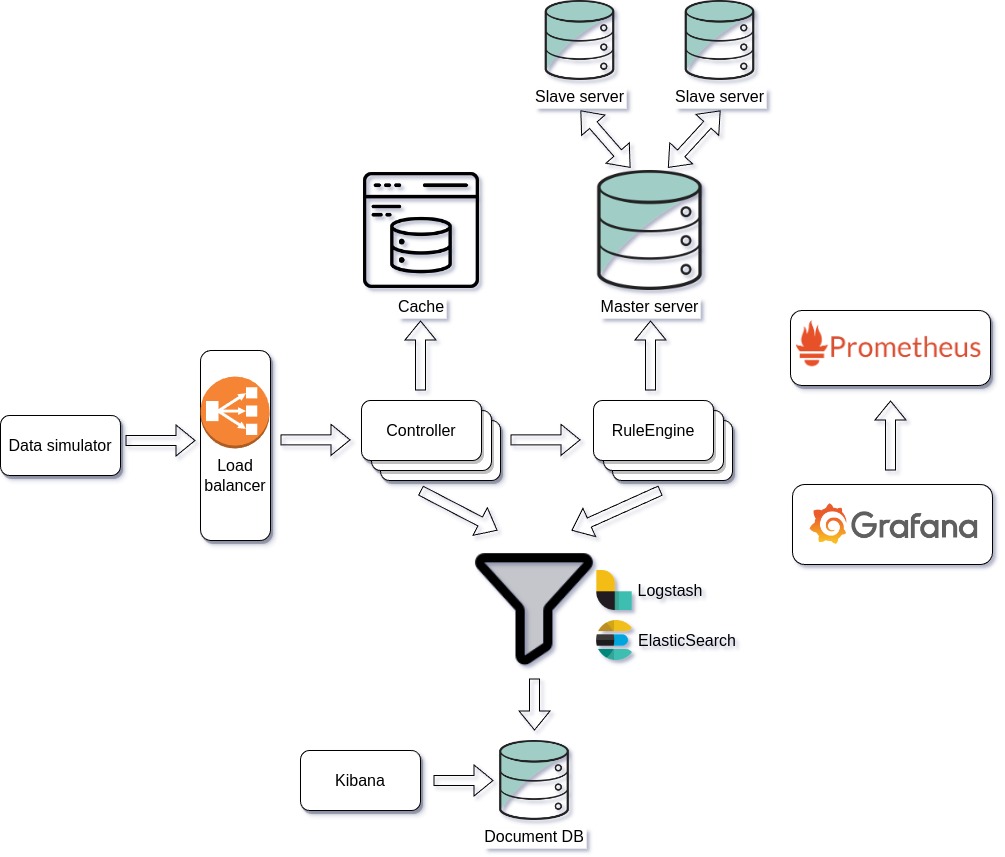 Slave server
Slave server
Cache
Master server
Prometheus
Data simulator
Load
balancer
Controller
RuleEngine
Grafana
Logstash
ElasticSearch
Kibana
Document DB